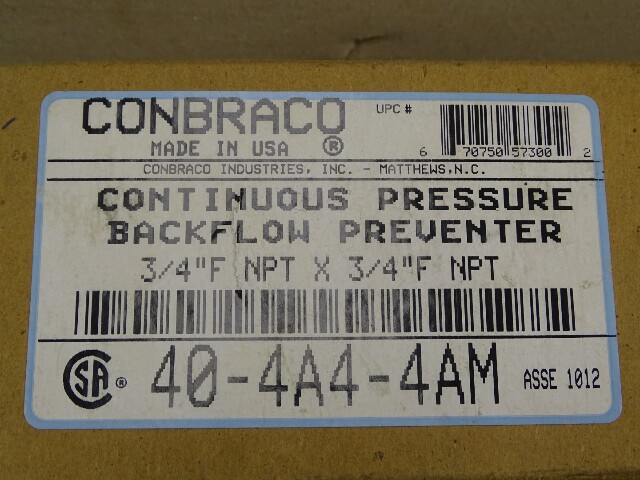 CONBRACO
UPC #
MADE IN USA ®
6 70750 57300 2
CONBRACO INDUSTRIES, INC. - MATTHEWS, N.C.
CONTINUOUS PRESSURE
BACKFLOW PREVENTER
3/4"F NPT X 3/4"F NPT
CSA ® 40-4A4-4AM ASSE 1012